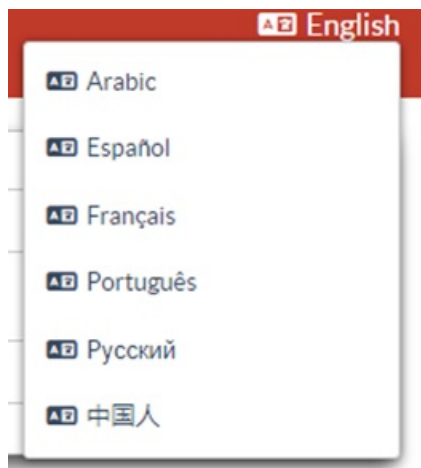 English
Arabic
Español
Français
Português
Русский
中国人